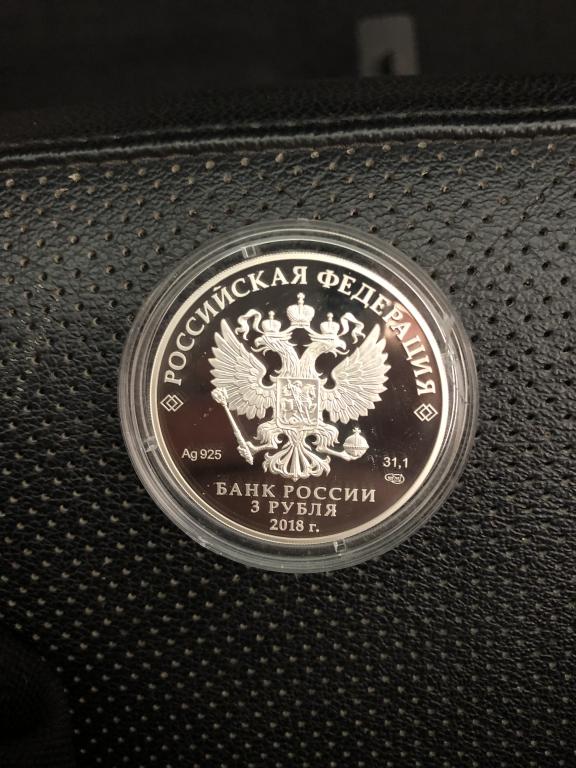 РОССИЙСКАЯ ФЕДЕРАЦИЯ
Ag 925
31,1
БАНК РОССИИ
3 РУБЛЯ
2018 г.